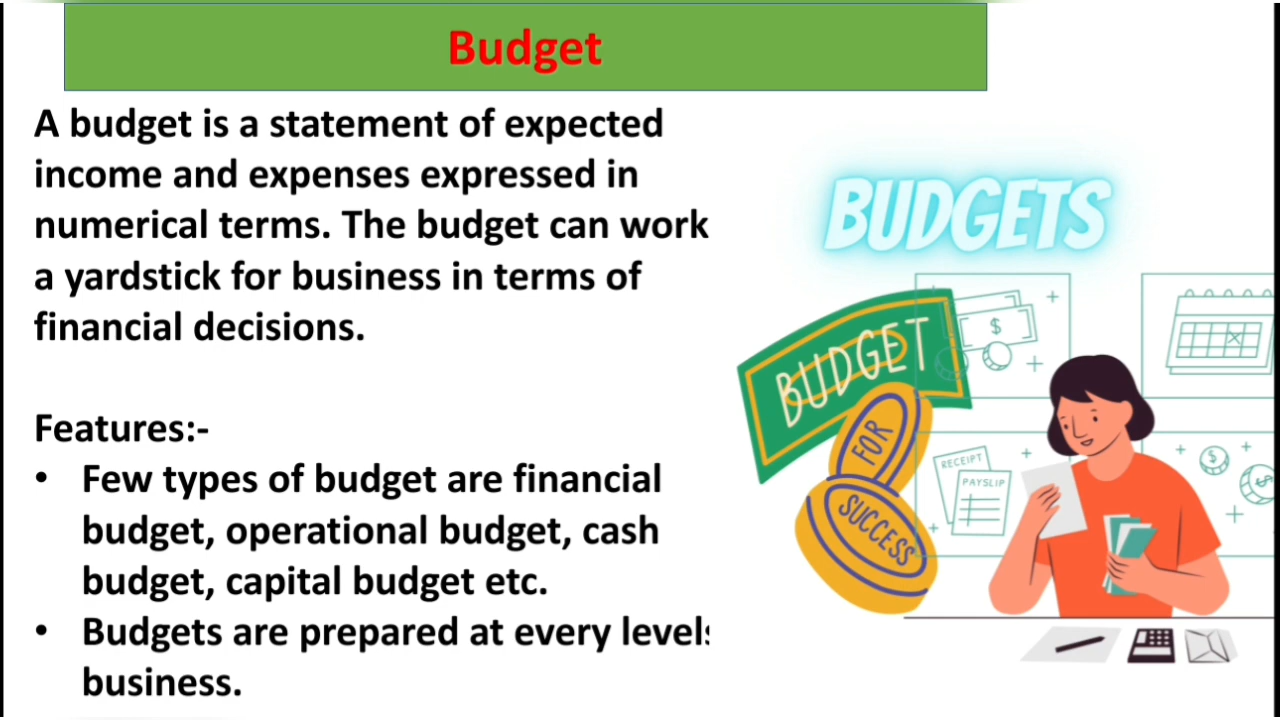 Budget
A budget is a statement of expected
income and expenses expressed in
numerical terms. The budget can work
a yardstick for business in terms of
financial decisions.
Features:-
• Few types of budget are financial
budget, operational budget, cash
budget, capital budget etc.
• Budgets are prepared at every levels
business.
BUDGETS
BUDGET
FOR
SUCCESS
$
RECEIPT
PAYSLIP
$
$